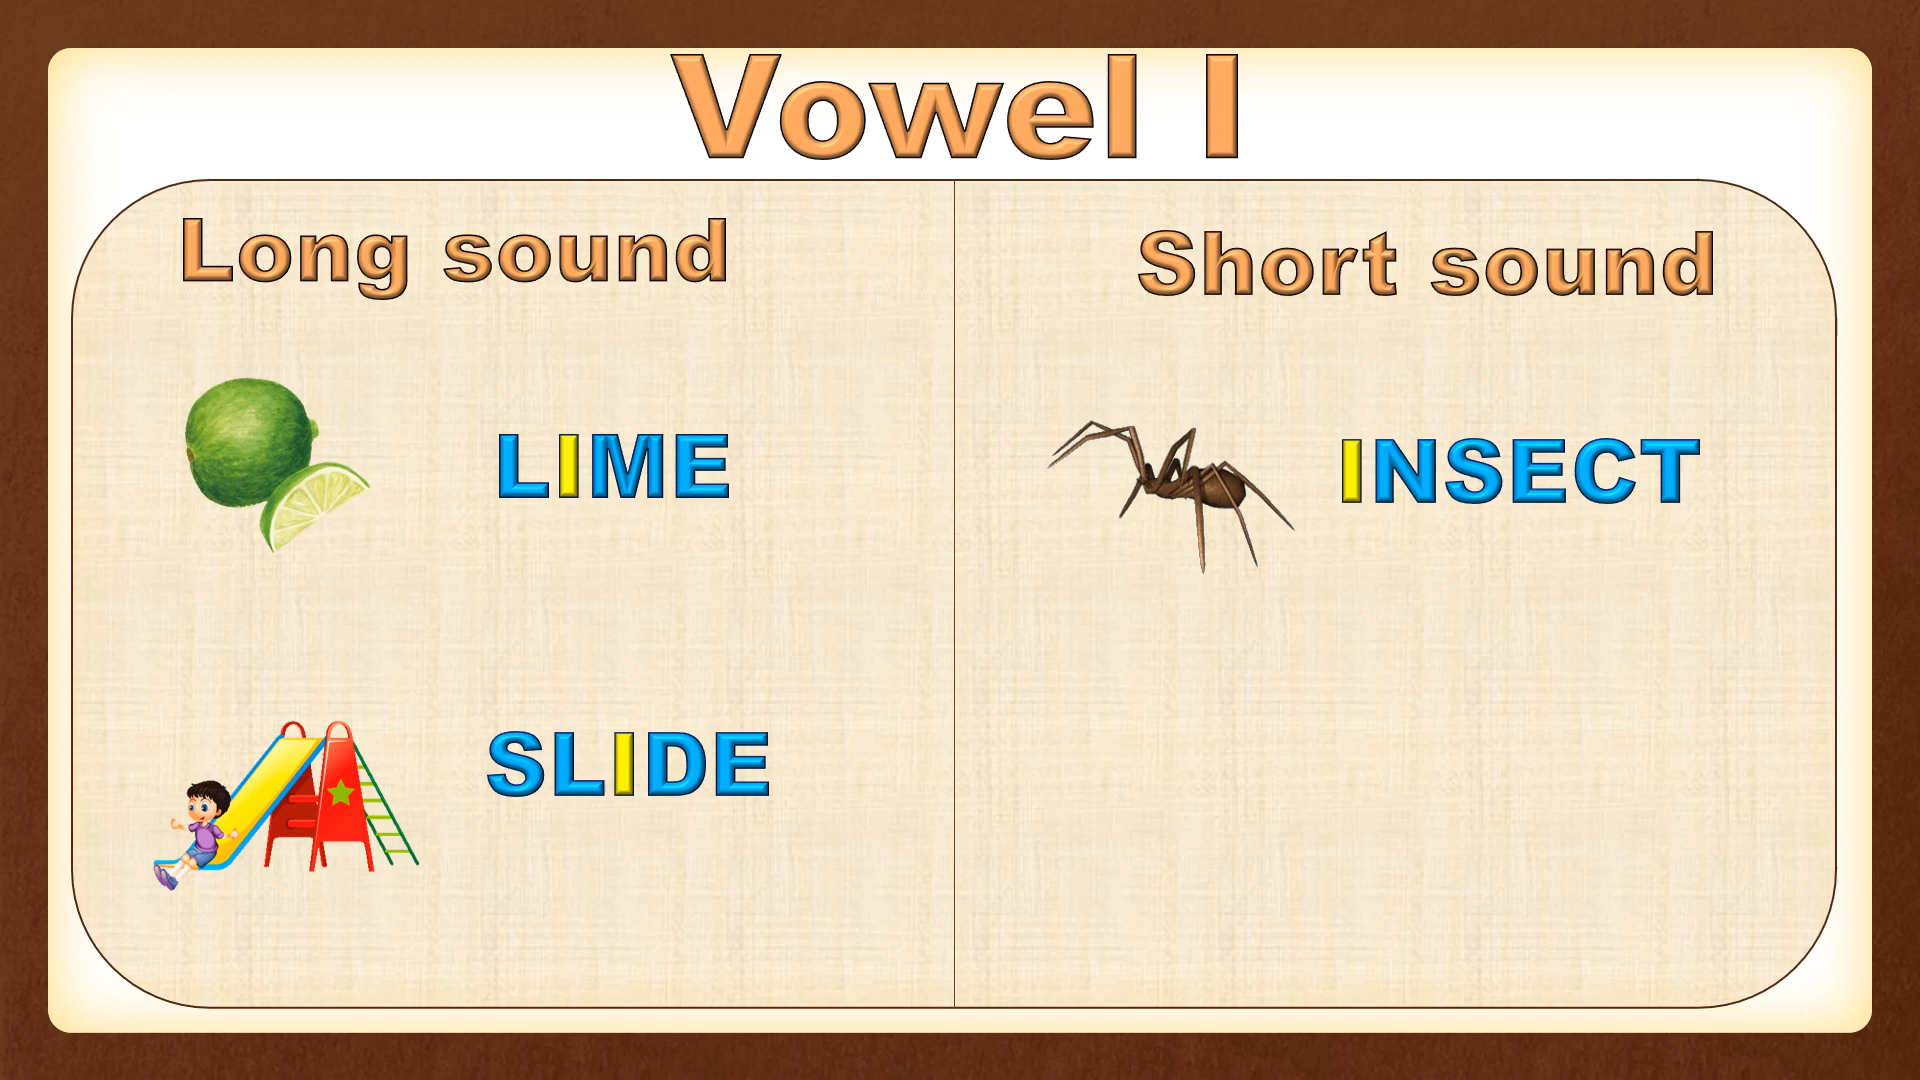 Vowel I
Long sound
LIME
SLIDE
Short sound
INSECT